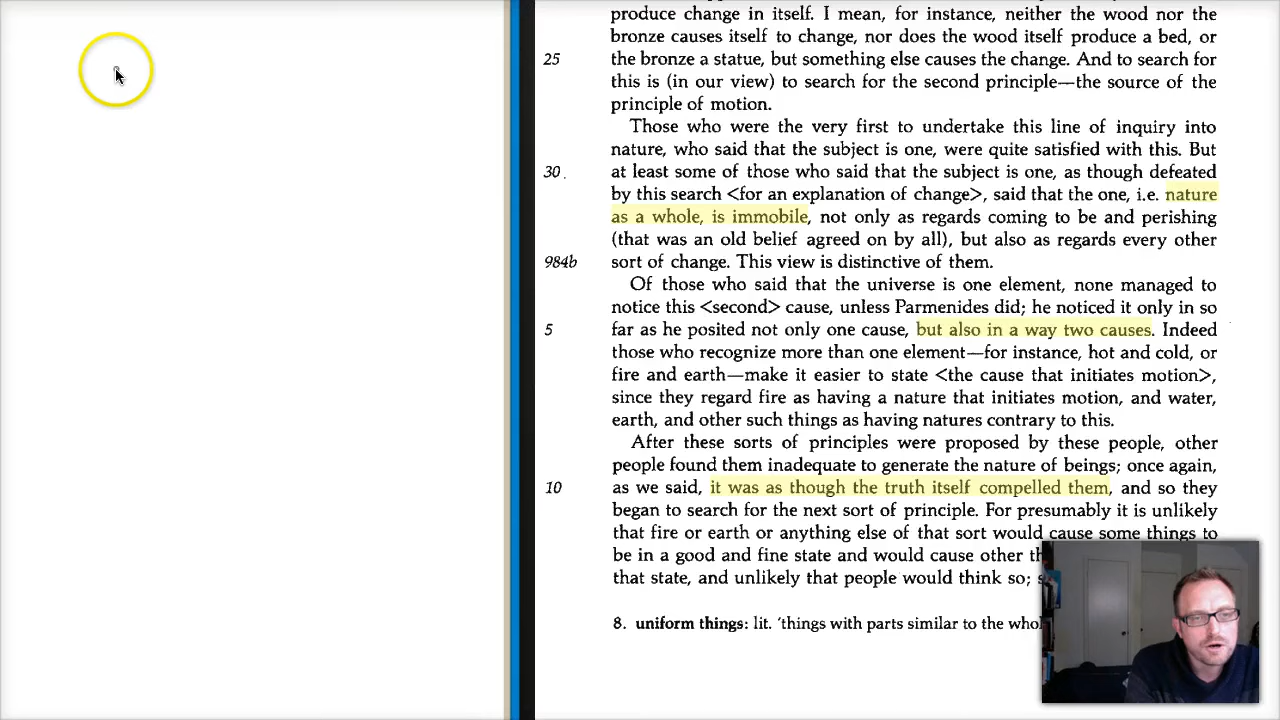 produce change in itself. I mean, for instance, neither the wood nor the
bronze causes itself to change, nor does the wood itself produce a bed, or
25 the bronze a statue, but something else causes the change. And to search for
this is (in our view) to search for the second principle—the source of the
principle of motion.
Those who were the very first to undertake this line of inquiry into
nature, who said that the subject is one, were quite satisfied with this. But
30 at least some of those who said that the subject is one, as though defeated
by this search <for an explanation of change>, said that the one, i.e. nature
as a whole, is immobile, not only as regards coming to be and perishing
(that was an old belief agreed on by all), but also as regards every other
984b sort of change. This view is distinctive of them.
Of those who said that the universe is one element, none managed to
notice this <second> cause, unless Parmenides did; he noticed it only in so
5 far as he posited not only one cause, but also in a way two causes. Indeed
those who recognize more than one element—for instance, hot and cold, or
fire and earth—make it easier to state <the cause that initiates motion>,
since they regard fire as having a nature that initiates motion, and water,
earth, and other such things as having natures contrary to this.
After these sorts of principles were proposed by these people, other
people found them inadequate to generate the nature of beings; once again,
10 as we said, it was as though the truth itself compelled them, and so they
began to search for the next sort of principle. For presumably it is unlikely
that fire or earth or anything else of that sort would cause some things to
be in a good and fine state and would cause other
that state, and unlikely that people would think so;
8. uniform things: lit. 'things with parts similar to the